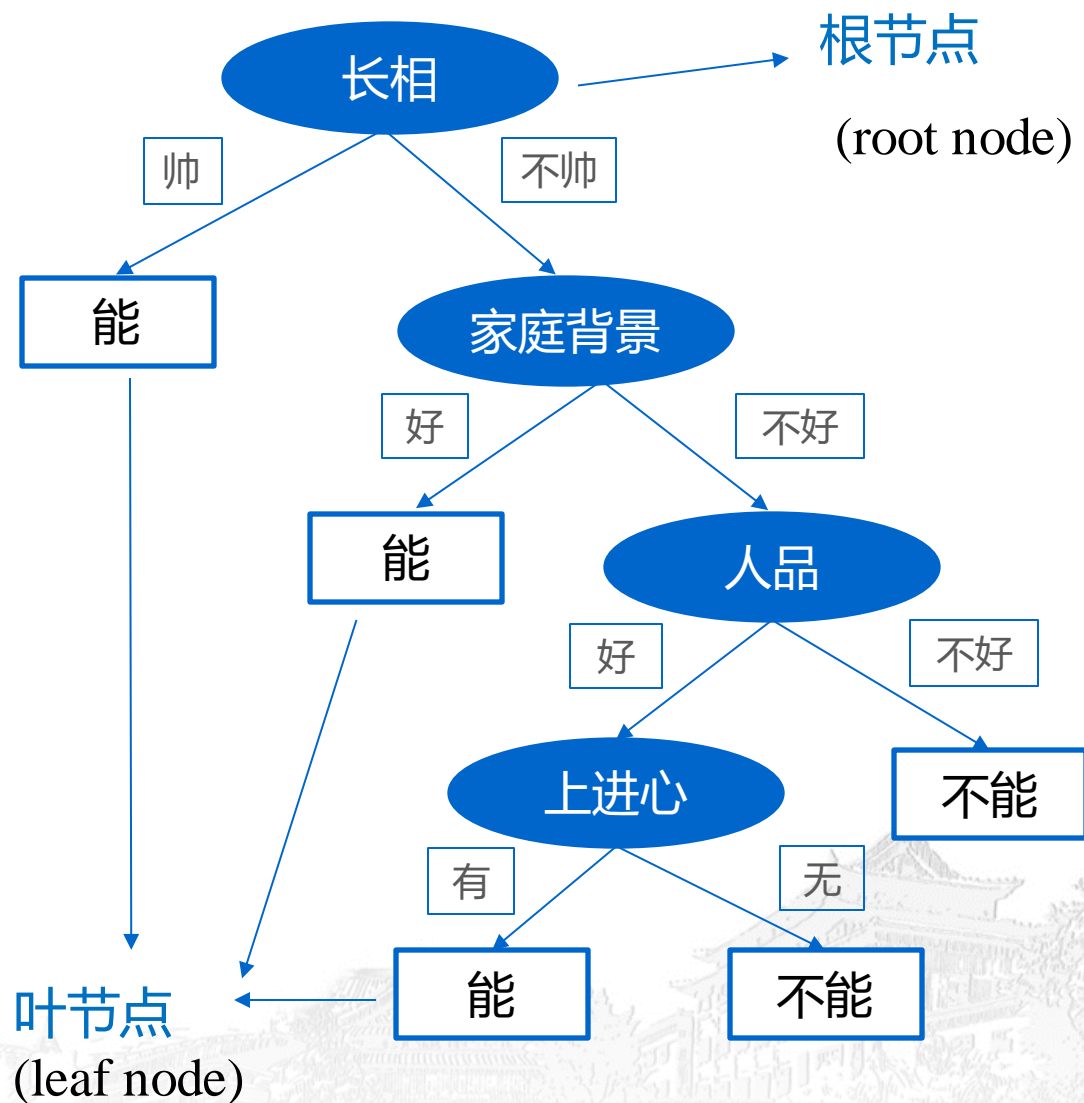 长相
根节点
(root node)
帅
不帅
能
家庭背景
好
不好
能
人品
好
不好
上进心
不能
有
无
能
不能
叶节点
(leaf node)